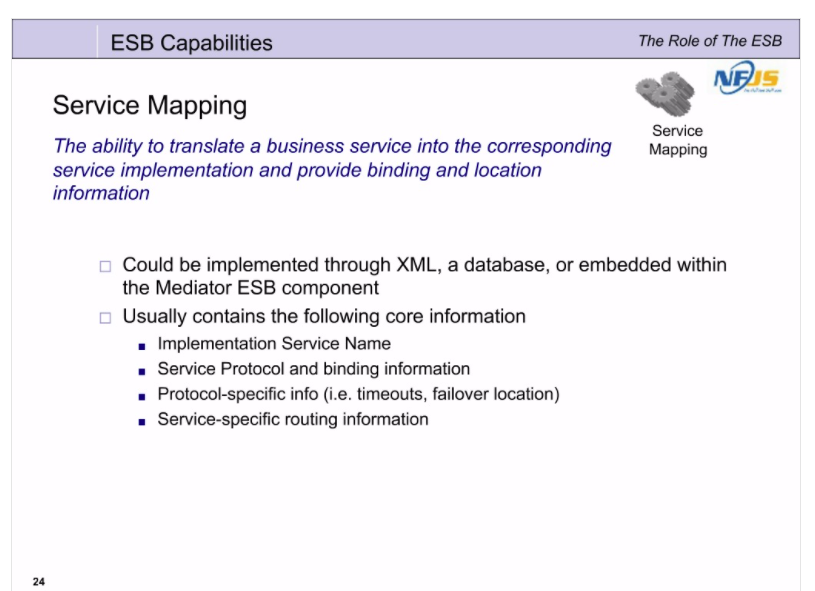 ESB Capabilities
The Role of The ESB
NFJS
Service Mapping
Service
Mapping
The ability to translate a business service into the corresponding
service implementation and provide binding and location
information
Could be implemented through XML, a database, or embedded within
the Mediator ESB component
Usually contains the following core information
Implementation Service Name
Service Protocol and binding information
Protocol-specific info (i.e. timeouts, failover location)
Service-specific routing information
24